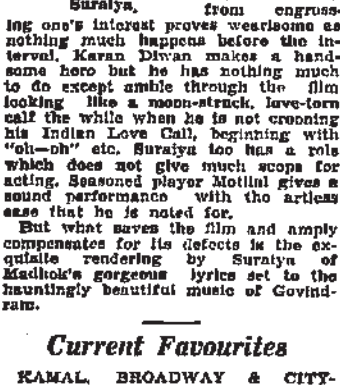 Suraiya, from engross-
ing one's interest proves wearisome as
nothing much happens before the in-
terval. Karan Diwan makes a hand-
some hero but he has nothing much
to do except amble through the film
looking like a moon-struck, love-torn
calf the while when he is not crooning
his Indian Love Call, beginning with
"oh—oh" etc. Suraiya too has a role
which does not give much scope for
acting. Seasoned player Motilal gives a
sound performance with the artless
ease that he is noted for.
But what saves the film and amply
compensates for its defects is the ex-
quisite rendering by Suraiya of
Madhok's gorgeous lyrics set to the
hauntingly beautiful music of Govind-
ram.
Current Favourites
KAMAL, BROADWAY & CITY-